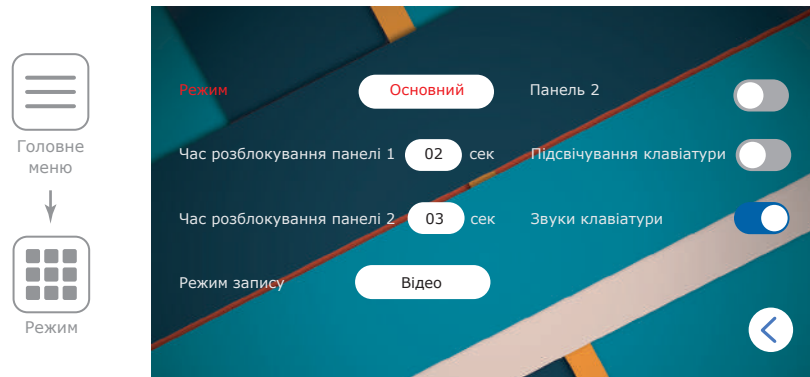 Головне
меню
Режим
Режим Основний Панель 2
Час розблокування панелі 1 02 сек Підсвічування клавіатури
Час розблокування панелі 2 03 сек Звуки клавіатури
Режим запису Відео